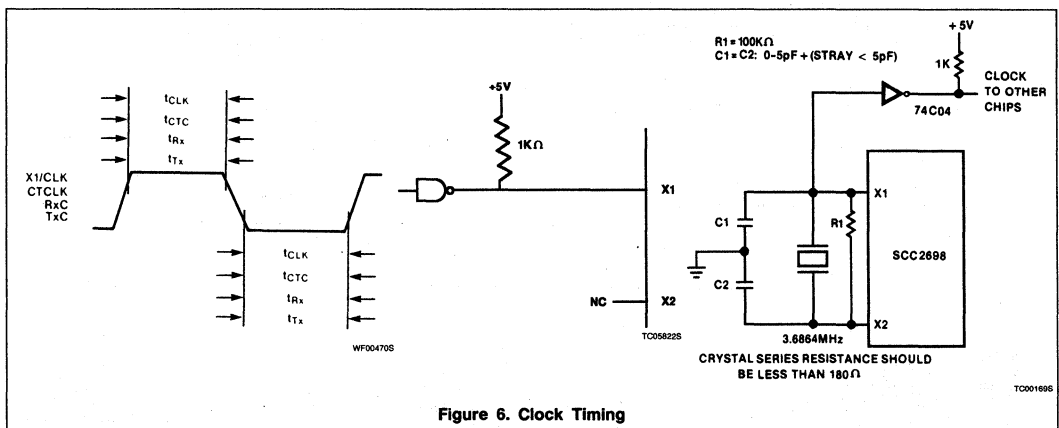 tCLK
tCTC
tRx
tTx
X1/CLK
CTCLK
RxC
TxC
tCLK
tCTC
tRx
tTx
WF00470S
+5V
1KΩ
X1
NC
X2
TC05822S
R1=100KΩ
C1=C2: 0-5pF+(STRAY < 5pF)
+ 5V
1K
CLOCK
TO OTHER
CHIPS
74C04
C1
R1
X1
SCC2698
C2
X2
3.6864MHz
CRYSTAL SERIES RESISTANCE SHOULD
BE LESS THAN 180Ω
TC00169S
Figure 6. Clock Timing